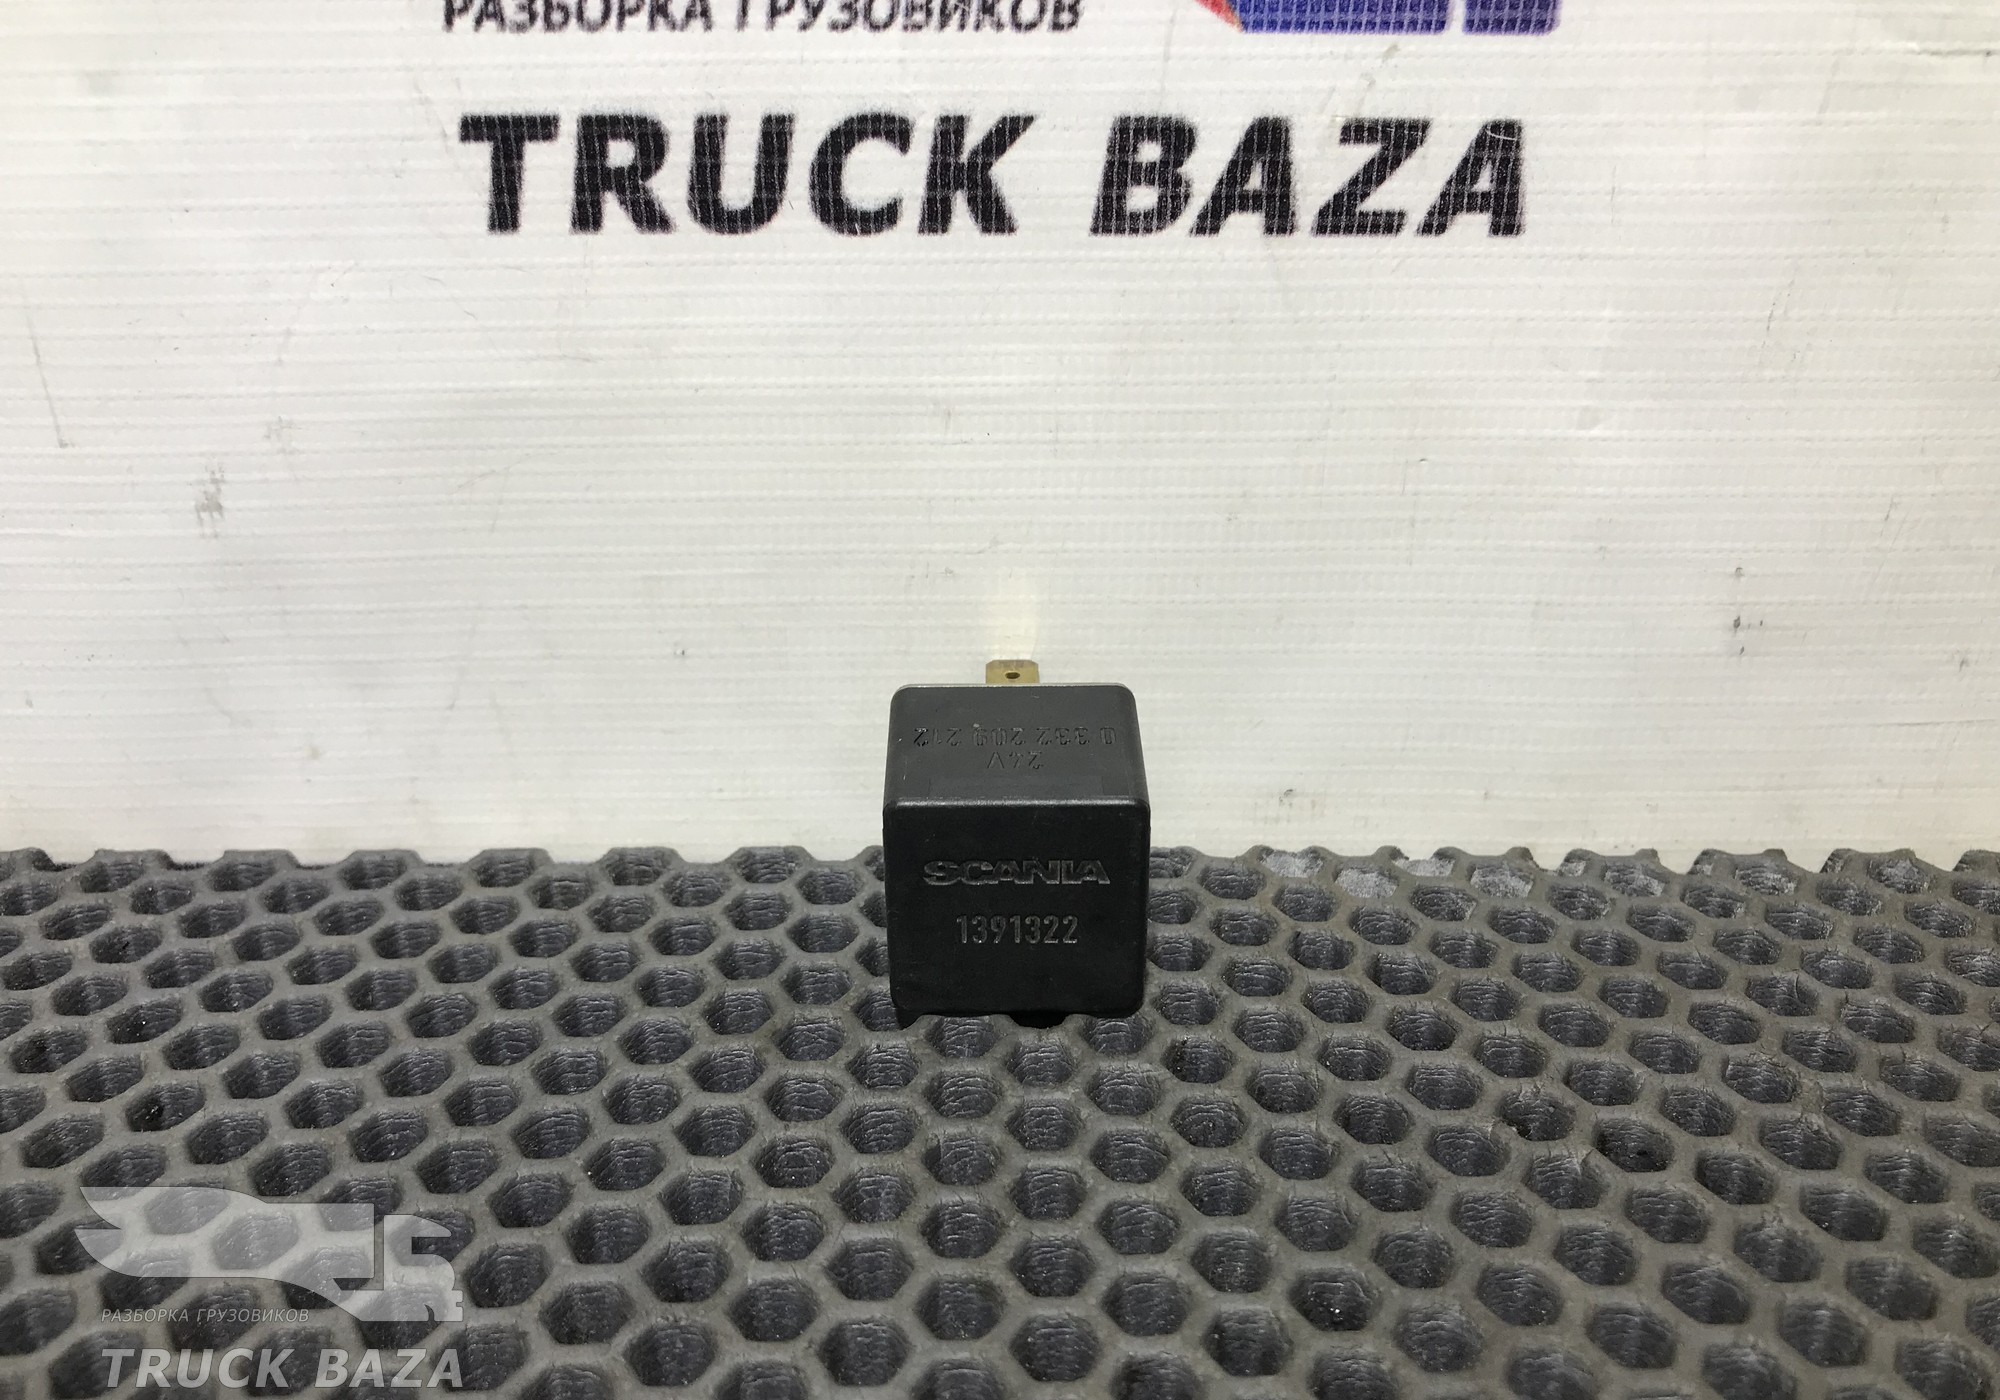 РАЗБОРКА ГРУЗОВИКОВ
TRUCK BAZA
0 332 209 212
24V
SCANIA
1391322
РАЗБОРКА ГРУЗОВИКОВ
TRUCK BAZA